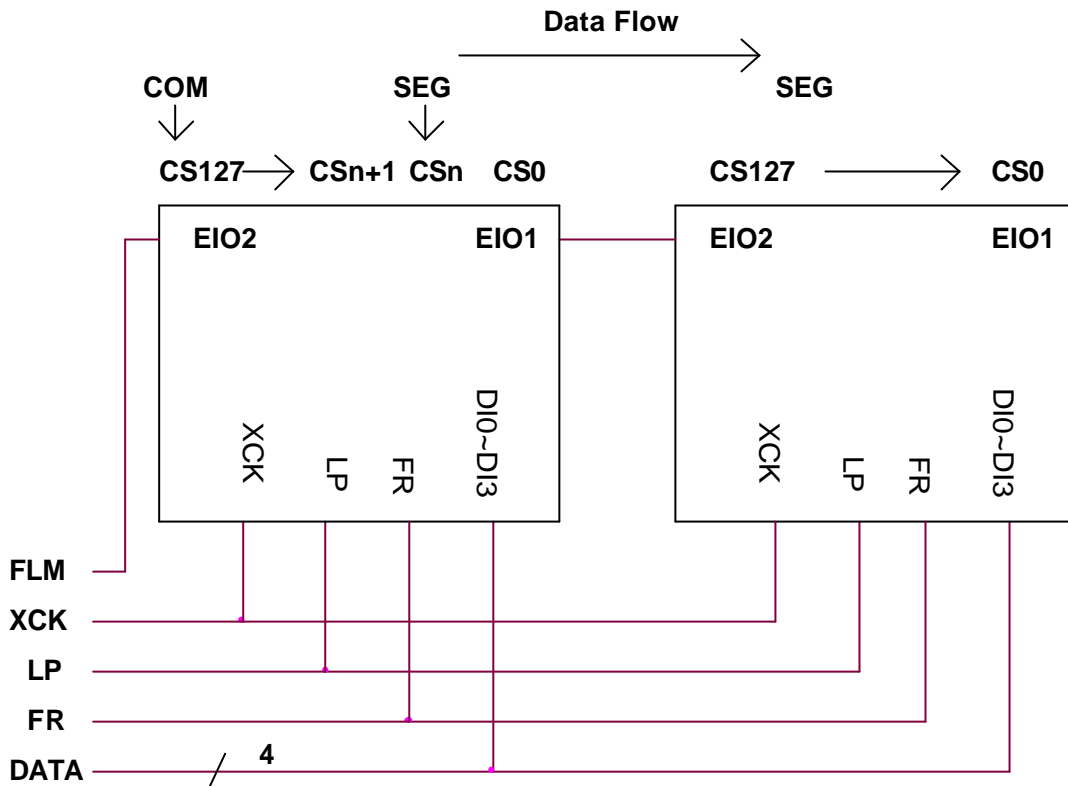 Data Flow
COM SEG SEG
CS127 CSn+1 CSn CS0 CS127 CS0
EIO2 EIO1 EIO2 EIO1
XCK LP FR DI0~DI3 XCK LP FR DI0~DI3
FLM
XCK
LP
FR
DATA 4